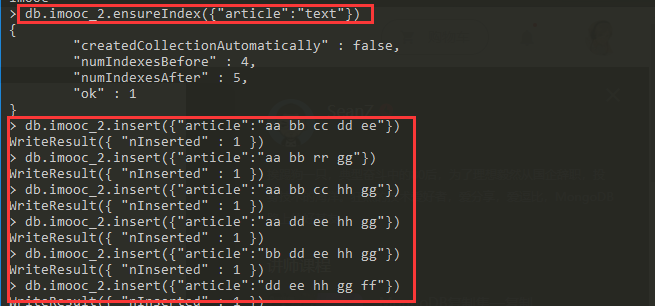 imooc
> db.imooc_2.ensureIndex({"article":"text"})
{
"createdCollectionAutomatically" : false,
"numIndexesBefore" : 4,
"numIndexesAfter" : 5,
"ok" : 1
}
> db.imooc_2.insert({"article":"aa bb cc dd ee"})
WriteResult({ "nInserted" : 1 })
> db.imooc_2.insert({"article":"aa bb rr gg"})
WriteResult({ "nInserted" : 1 })
> db.imooc_2.insert({"article":"aa bb cc hh gg"})
WriteResult({ "nInserted" : 1 })
> db.imooc_2.insert({"article":"aa dd ee hh gg"})
WriteResult({ "nInserted" : 1 })
> db.imooc_2.insert({"article":"bb dd ee hh gg"})
WriteResult({ "nInserted" : 1 })
> db.imooc_2.insert({"article":"dd ee hh gg ff"})
WriteResult({ "nInserted" : 1 })